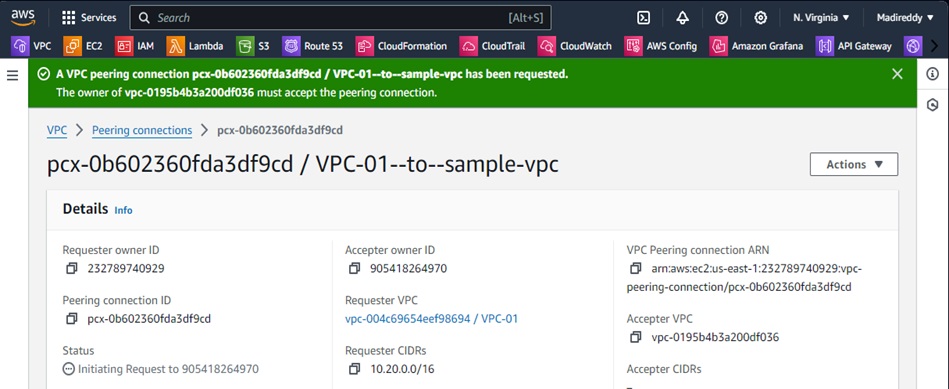 aws
Services
Search
[Alt+S]
N. Virginia
Madireddy
VPC
EC2
IAM
Lambda
S3
Route 53
CloudFormation
CloudTrail
CloudWatch
AWS Config
Amazon Grafana
API Gateway
A VPC peering connection pcx-0b602360fda3df9cd / VPC-01--to--sample-vpc has been requested.
The owner of vpc-0195b4b3a200df036 must accept the peering connection.
VPC
Peering connections
pcx-0b602360fda3df9cd
pcx-0b602360fda3df9cd / VPC-01--to--sample-vpc
Actions
Details
Info
Requester owner ID
232789740929
Peering connection ID
pcx-0b602360fda3df9cd
Status
Initiating Request to 905418264970
Accepter owner ID
905418264970
Requester VPC
vpc-004c69654eef98694 / VPC-01
Requester CIDRs
10.20.0.0/16
VPC Peering connection ARN
arn:aws:ec2:us-east-1:232789740929:vpc-
peering-connection/pcx-0b602360fda3df9cd
Accepter VPC
vpc-0195b4b3a200df036
Accepter CIDRs